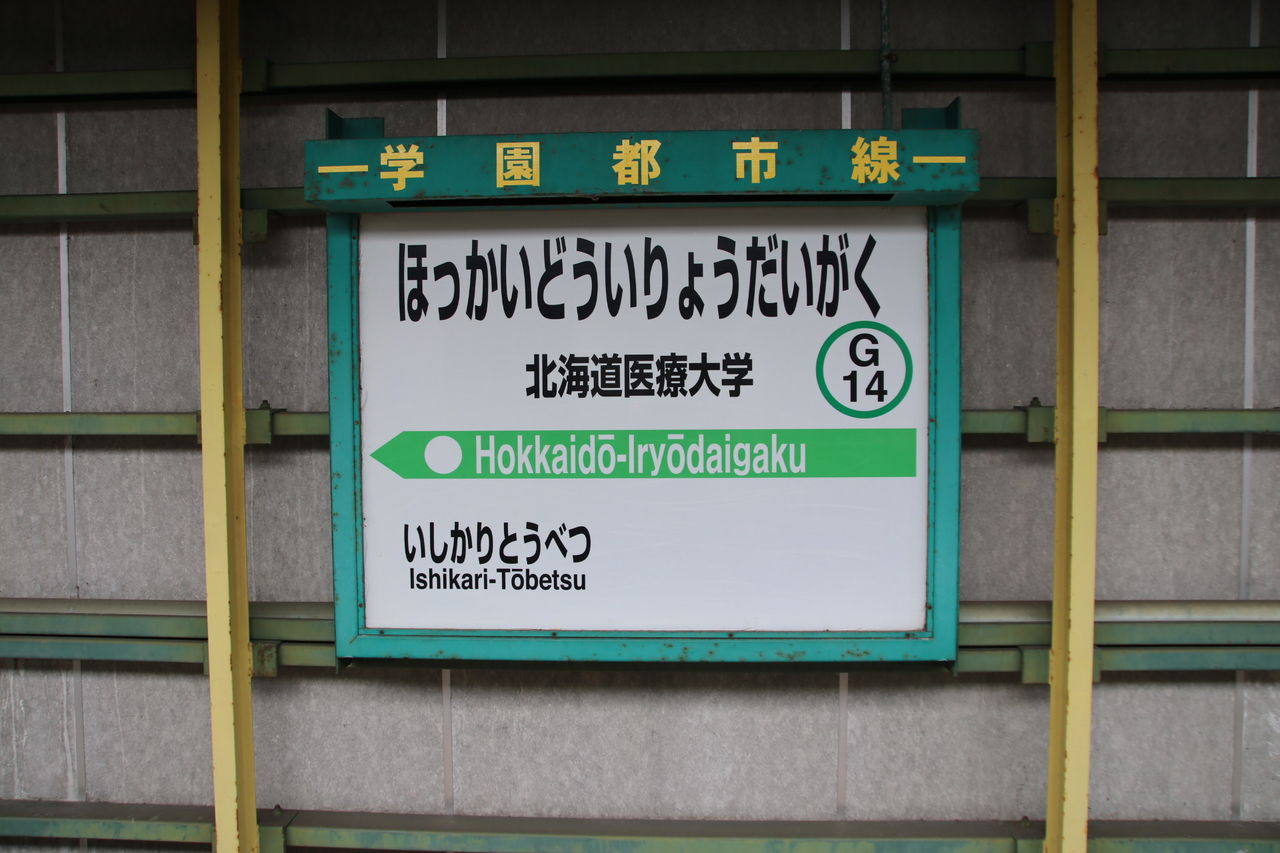 ー学園都市線ー
ほっかいどういりょうだいがく
北海道医療大学
G
14
Hokkaidō-Iryōdaigaku
いしかりとうべつ
Ishikari-Tōbetsu